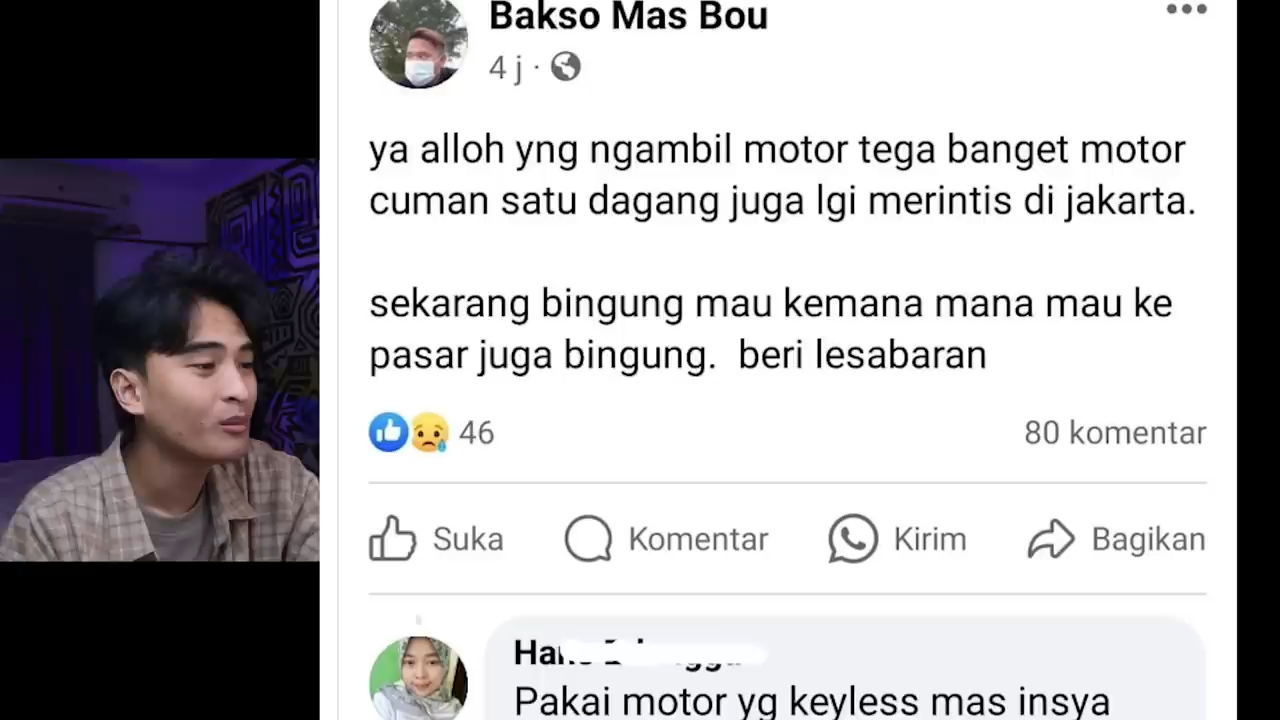 Bakso Mas Bou
4 j ·
ya alloh yng ngambil motor tega banget motor
cuman satu dagang juga lgi merintis di jakarta.
sekarang bingung mau kemana mana mau ke
pasar juga bingung. beri lesabaran
46
80 komentar
Suka
Komentar
Kirim
Bagikan
Pakai motor yg keyless mas insya